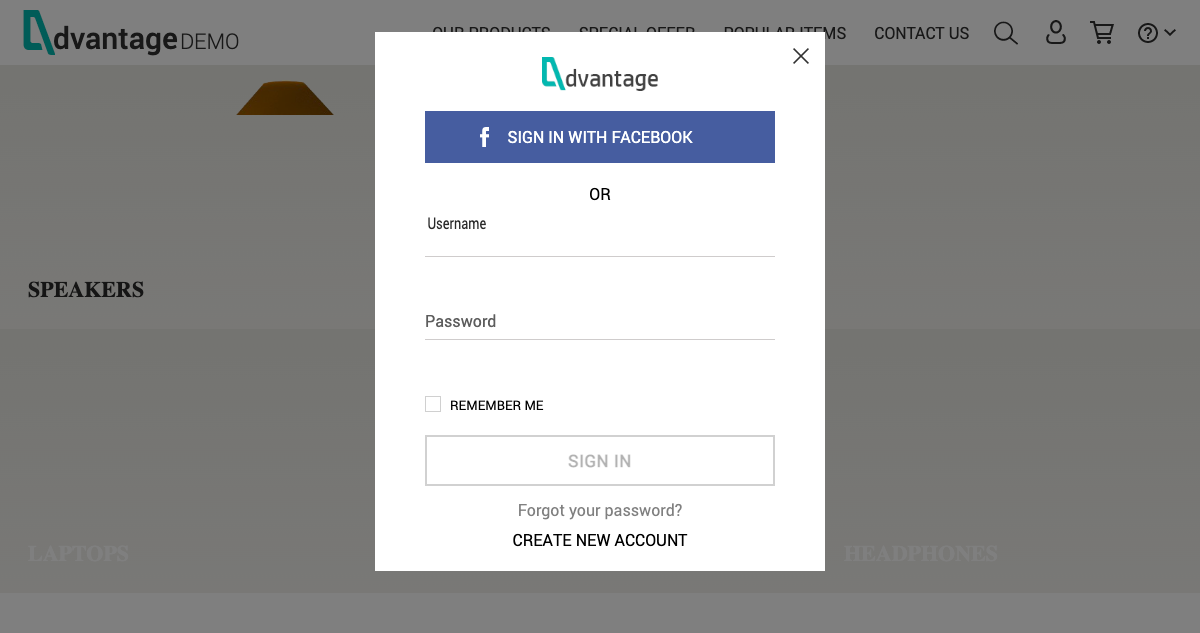 dvantage DEMO
OUR PRODUCTS SPECIAL OFFER POPULAR ITEMS CONTACT US
dvantage
SIGN IN WITH FACEBOOK
OR
Username
Password
REMEMBER ME
SIGN IN
Forgot your password?
CREATE NEW ACCOUNT
SPEAKERS
LAPTOPS
HEADPHONES